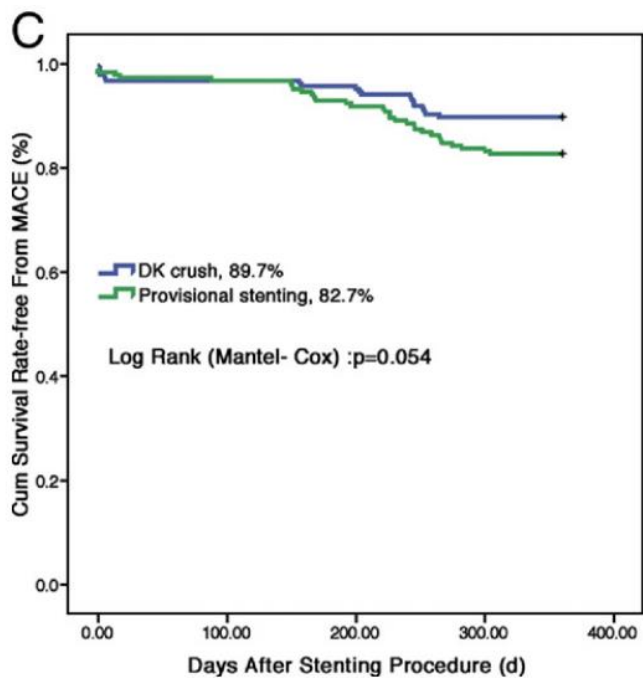 C
Cum Survival Rate-free From MACE (%)
1.0
0.8
0.6
0.4
0.2
0.0
DK crush, 89.7%
Provisional stenting, 82.7%
Log Rank (Mantel- Cox) :p=0.054
0.00 100.00 200.00 300.00 400.00
Days After Stenting Procedure (d)